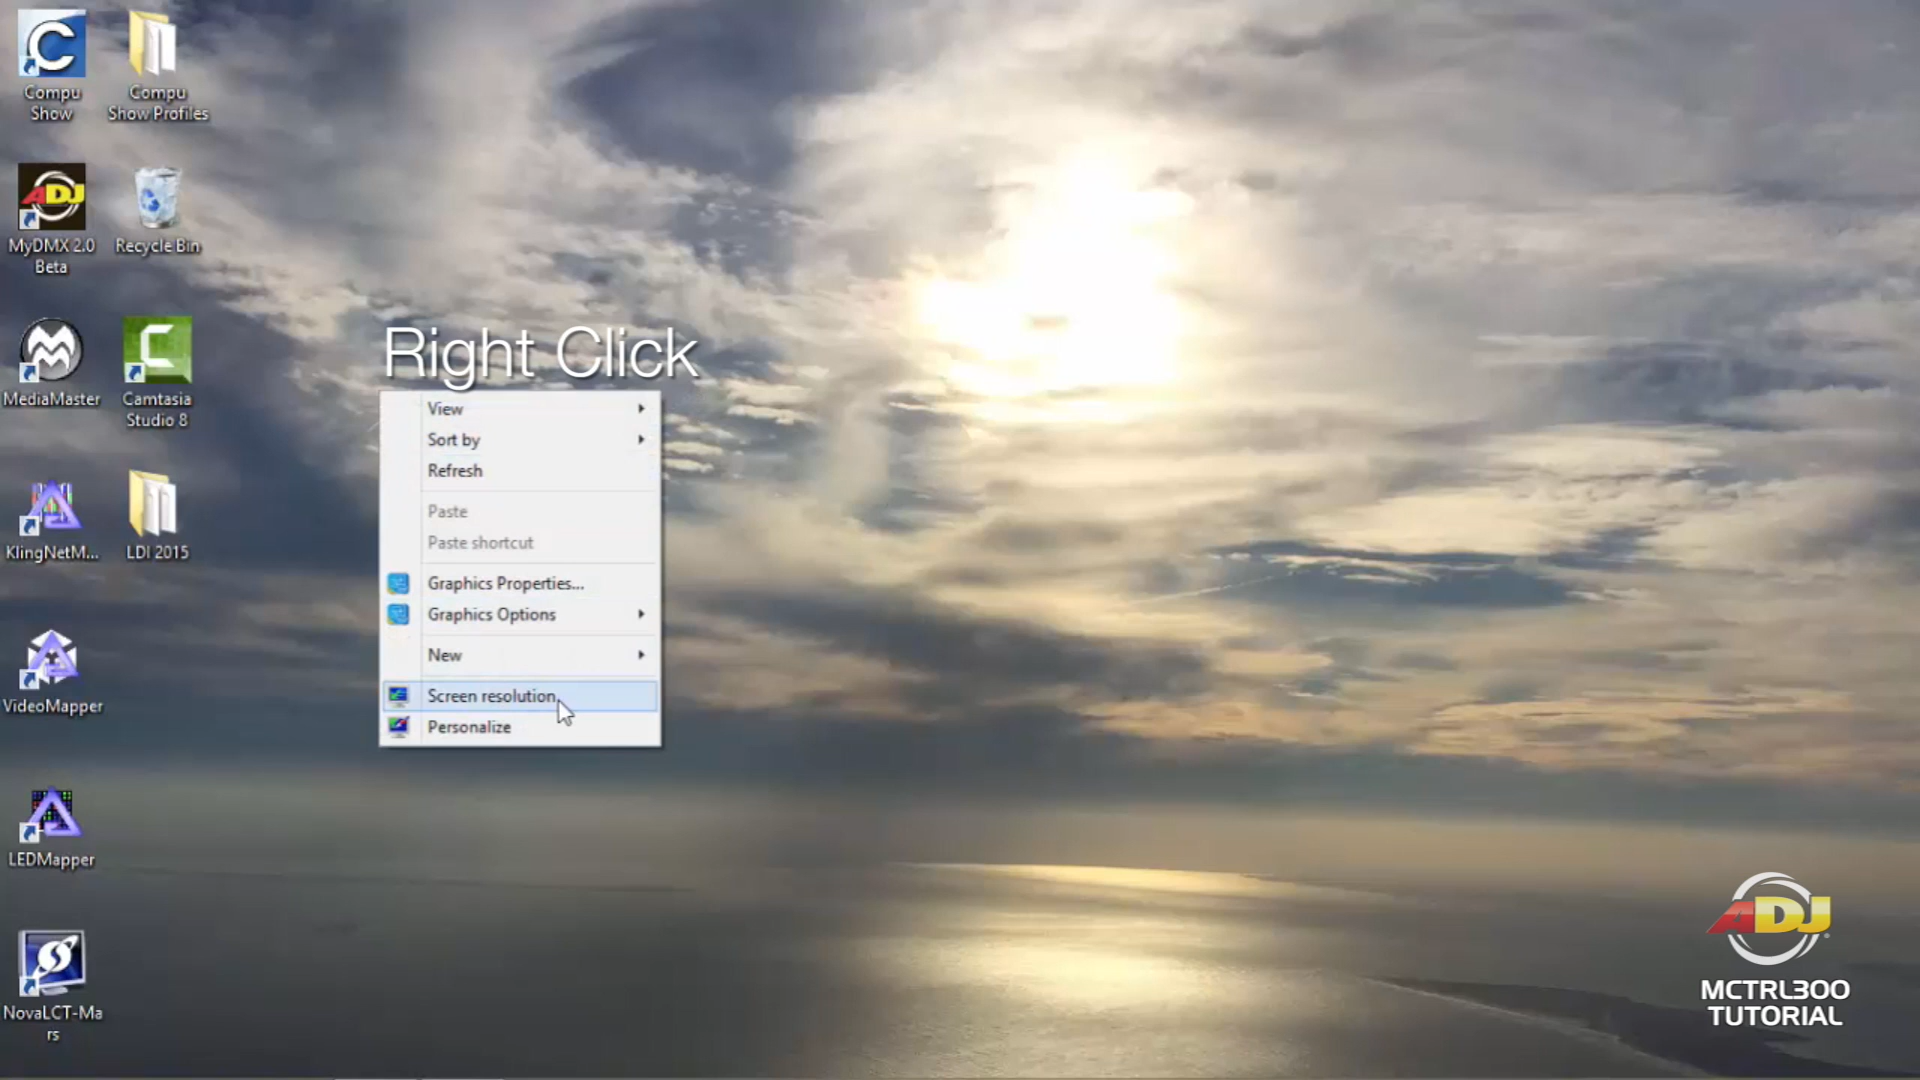 Compu
Show
Compu
Show Profiles
ADJ
MyDMX 2.0
Beta
Recycle Bin
MediaMaster
Camtasia
Studio 8
KlingNetM...
LDI 2015
VideoMapper
LEDMapper
NovaLCT-Ma
rs
Right Click
View
Sort by
Refresh
Paste
Paste shortcut
Graphics Properties...
Graphics Options
New
Screen resolution
Personalize
ADJ
MCTRL300
TUTORIAL